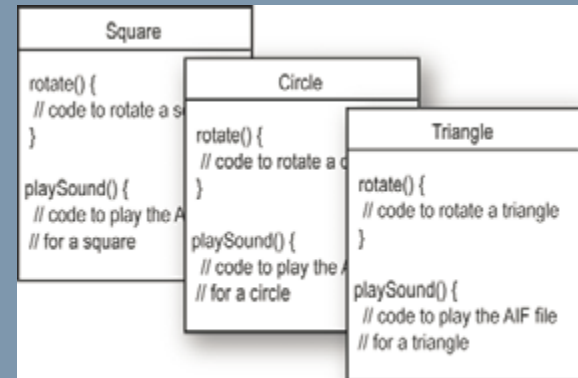 Square
rotate() {
// code to rotate a s
}
playSound() {
// code to play the A
// for a square
Circle
rotate() {
// code to rotate a
}
playSound() {
// code to play the
// for a circle
Triangle
rotate() {
// code to rotate a triangle
}
playSound() {
// code to play the AIF file
// for a triangle